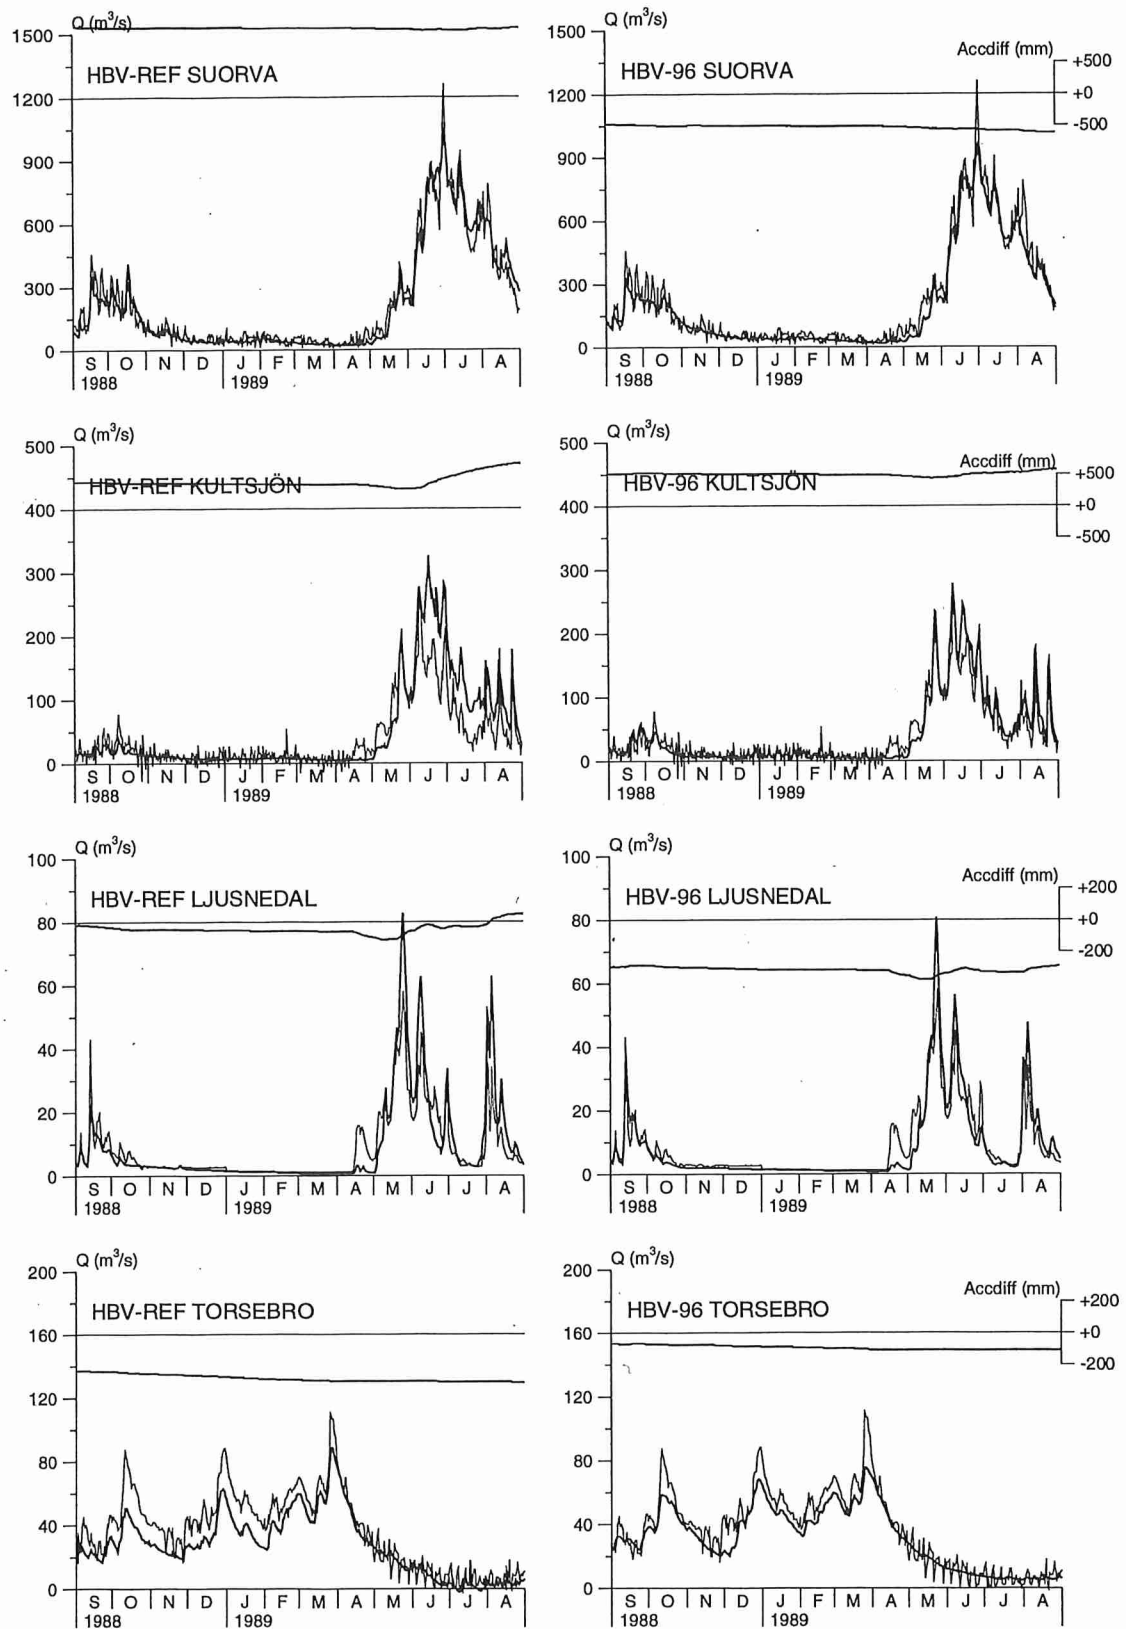 Q (m³/s)
1500
1200
900
600
300
0
HBV-REF SUORVA
S O N D J F M A M J J A
1988 1989
Q (m³/s)
1500
1200
900
600
300
0
HBV-96 SUORVA
Accdiff (mm)
+500
+0
-500
S O N D J F M A M J J A
1988 1989
Q (m³/s)
500
400
300
200
100
0
HBV-REF KULTSJÖN
S O N D J F M A M J J A
1988 1989
Q (m³/s)
500
400
300
200
100
0
HBV-96 KULTSJÖN
Accdiff (mm)
+500
+0
-500
S O N D J F M A M J J A
1988 1989
Q (m³/s)
100
80
60
40
20
0
HBV-REF LJUSNEDAL
S O N D J F M A M J J A
1988 1989
Q (m³/s)
100
80
60
40
20
0
HBV-96 LJUSNEDAL
Accdiff (mm)
+200
+0
-200
S O N D J F M A M J J A
1988 1989
Q (m³/s)
200
160
120
80
40
0
HBV-REF TORSEBRO
S O N D J F M A M J J A
1988 1989
Q (m³/s)
200
160
120
80
40
0
HBV-96 TORSEBRO
Accdiff (mm)
+200
+0
-200
S O N D J F M A M J J A
1988 1989